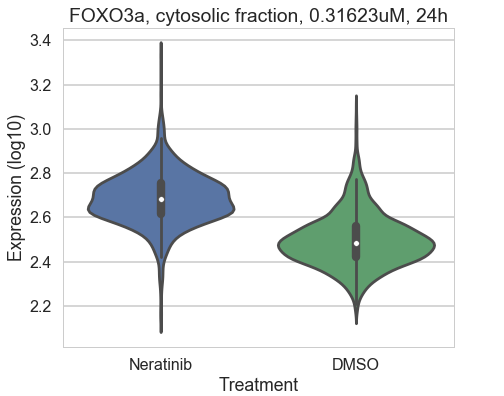 FOXO3a, cytosolic fraction, 0.31623uM, 24h
Expression (log10)
3.4
3.2
3.0
2.8
2.6
2.4
2.2
Neratinib
DMSO
Treatment